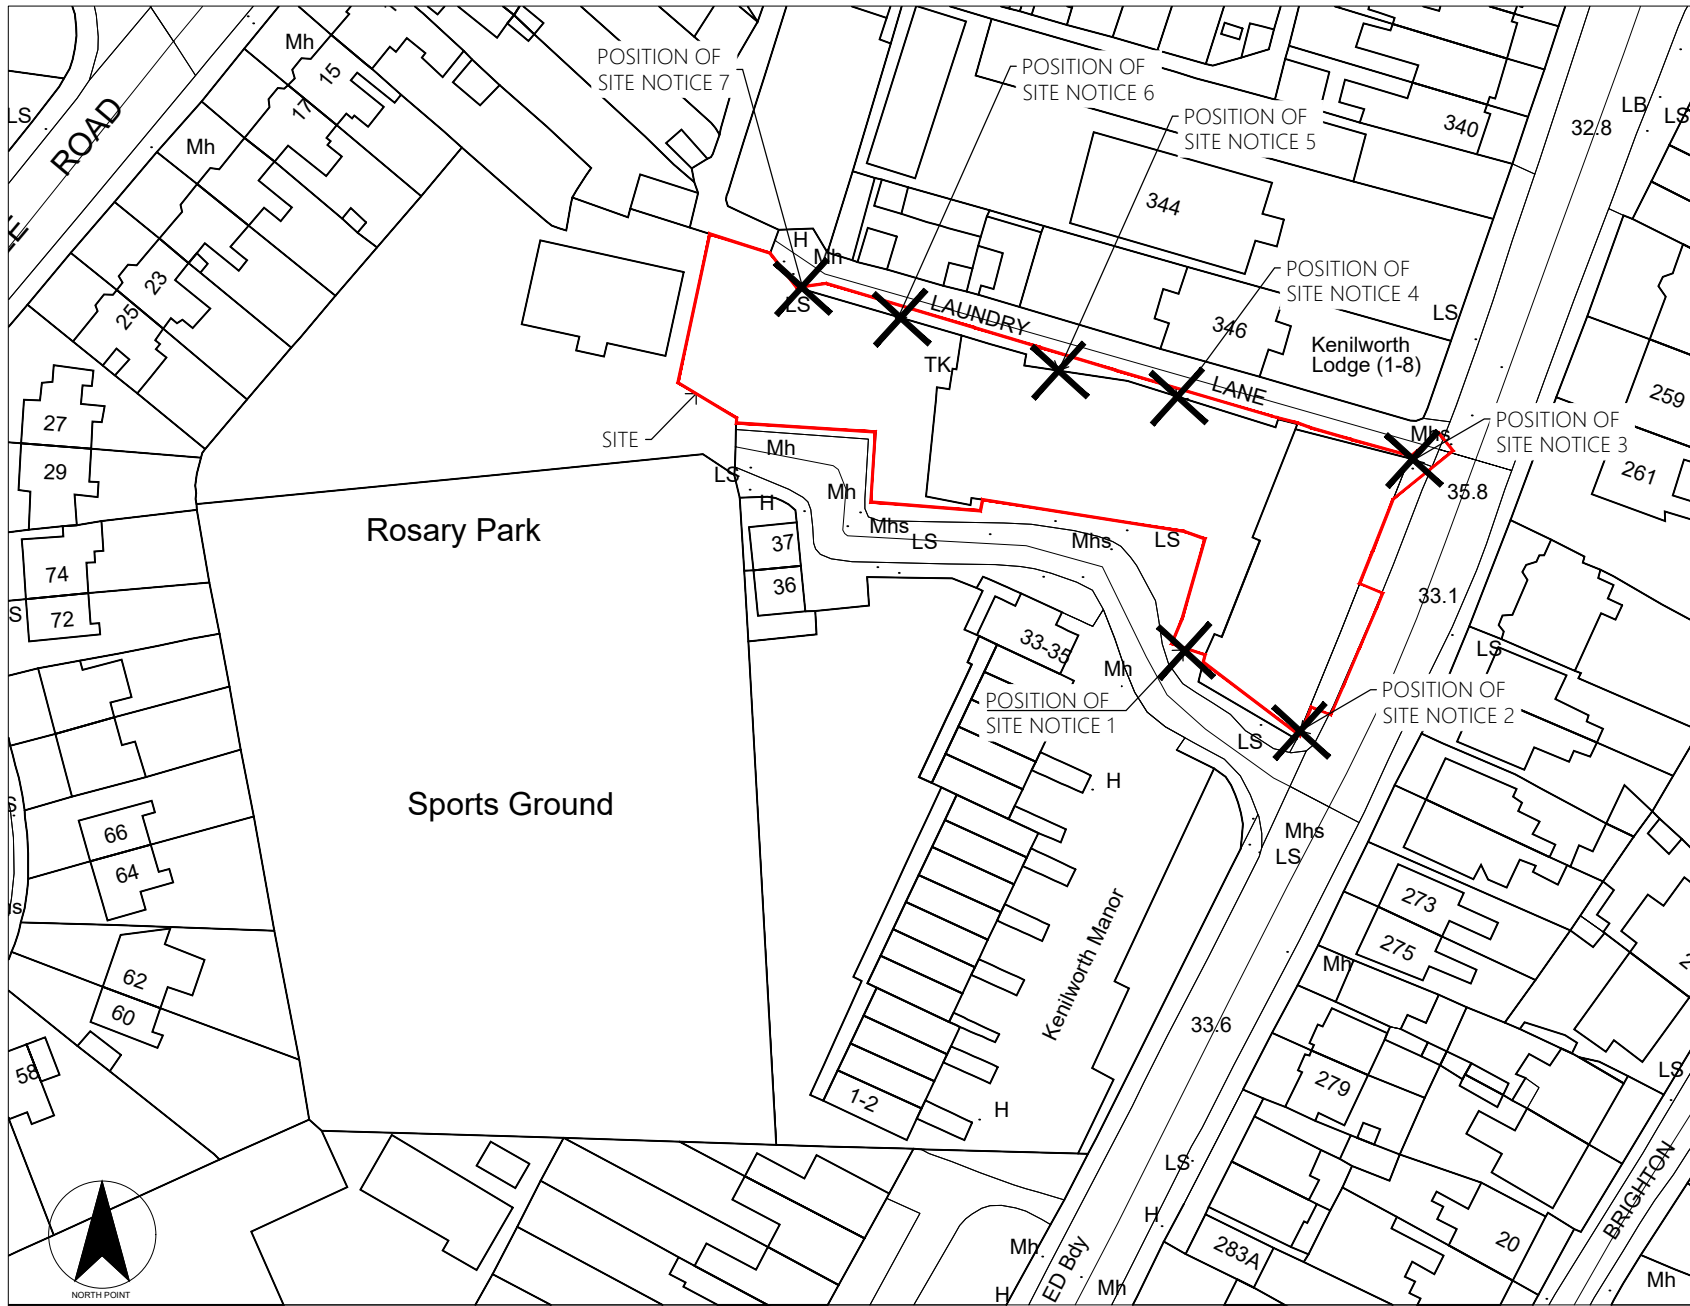 Mh
15
17
POSITION OF
SITE NOTICE 7
POSITION OF
SITE NOTICE 6
POSITION OF
SITE NOTICE 5
340
32.8
LB
LS
LS
ROAD
Mh
344
H
Mh
LS
LAUNDRY
LANE
TK
POSITION OF
SITE NOTICE 4
346
LS
Kenilworth
Lodge (1-8)
23
25
259
27
29
SITE
Mh
LS
Mh
H
Mhs
LS
Mhs
LS
Mhs
POSITION OF
SITE NOTICE 3
261
35.8
Rosary Park
37
36
74
72
S
33.1
33-35
Mh
LS
POSITION OF
SITE NOTICE 1
POSITION OF
SITE NOTICE 2
LS
H
Sports Ground
S
66
64
Mhs
LS
273
275
Mh
Kenilworth Manor
62
60
58
33.6
279
LS
1-2
H
LS
H
283A
20
BRIGHTON
Mh
ED Bdy
Mh
Mh
H
NORTH POINT